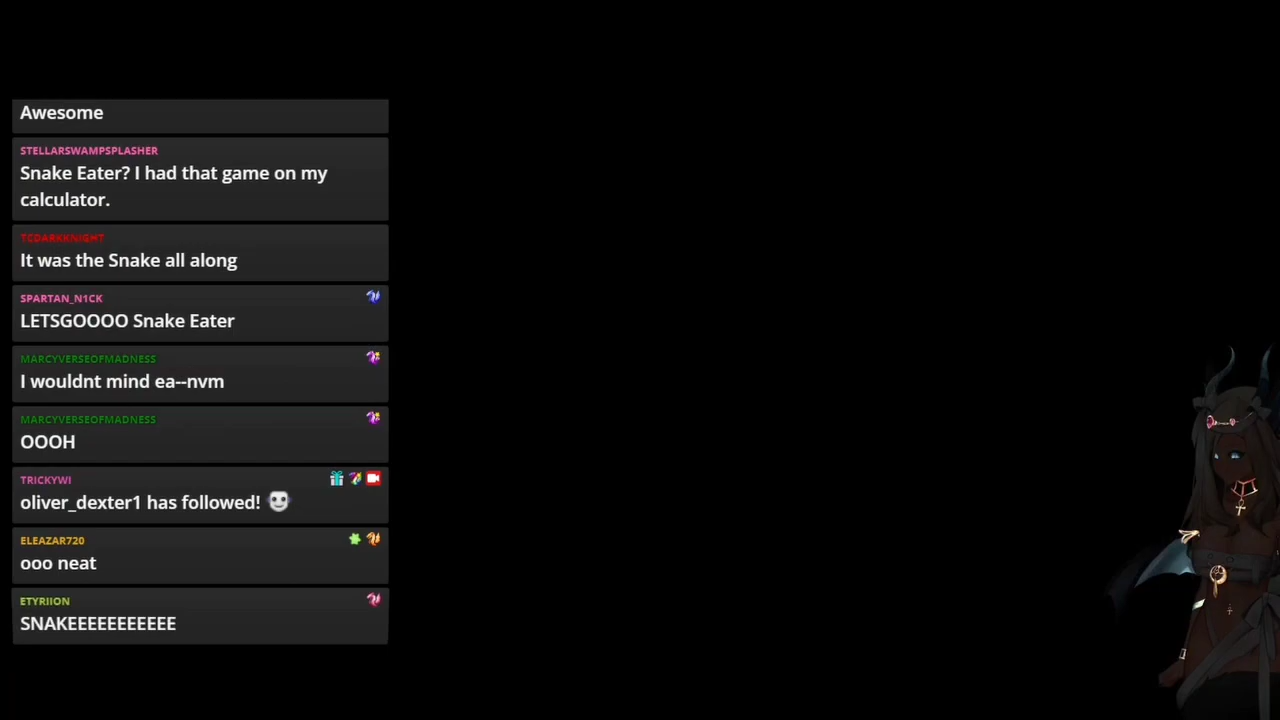 Awesome
STELLARSWAMPSPLASHER
Snake Eater? I had that game on my
calculator.
TCDARKKNIGHT
It was the Snake all along
SPARTAN_N1CK
LETSGOOOO Snake Eater
MARCYVERSEOFMADNESS
I wouldnt mind ea--nvm
MARCYVERSEOFMADNESS
OOOH
TRICKYWI
oliver_dexter1 has followed!
ELEAZAR720
ooo neat
ETYRIION
SNAKEEEEEEEEEEE